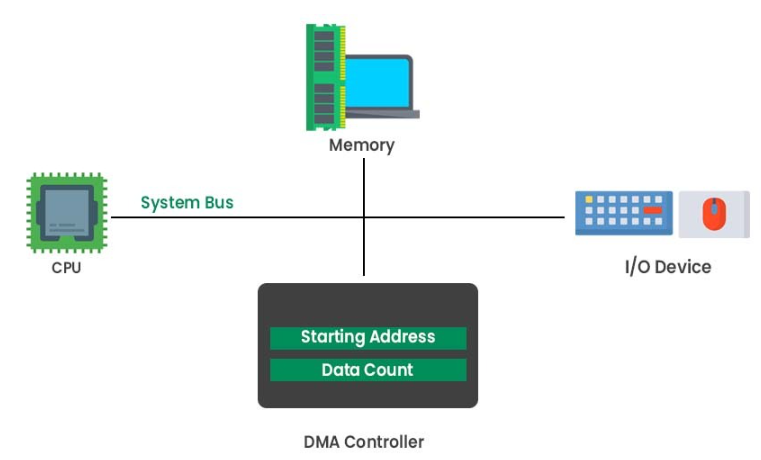 Memory
System Bus
CPU
I/O Device
Starting Address
Data Count
DMA Controller